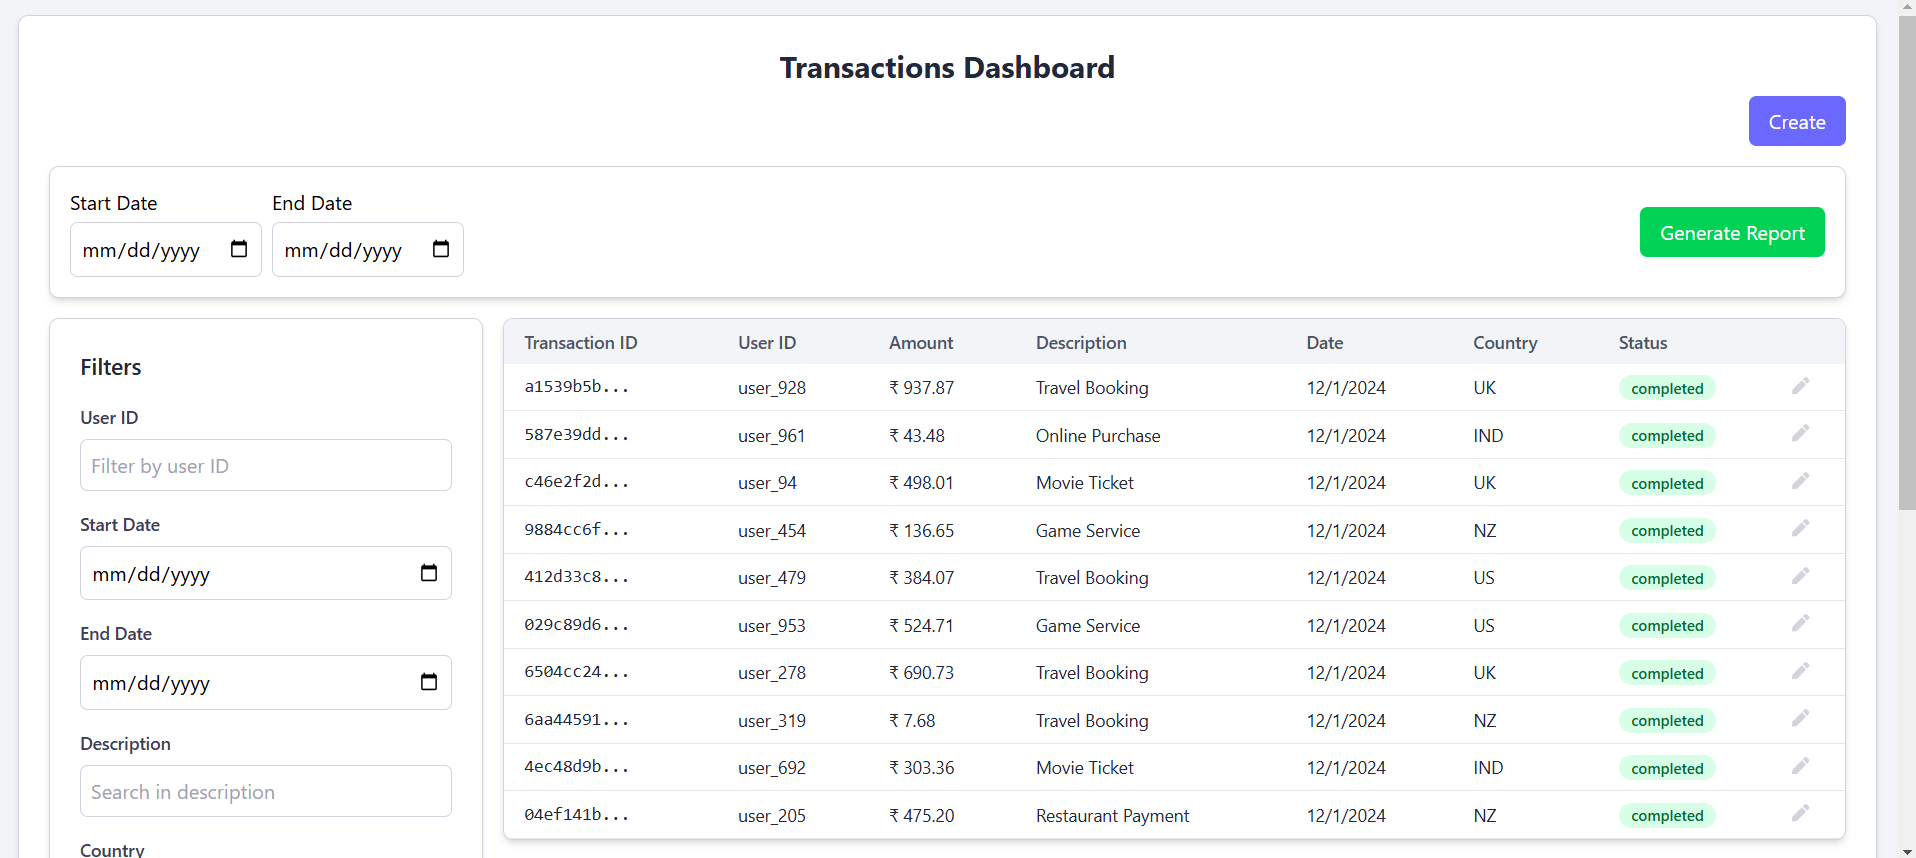 Transactions Dashboard
Create
Start Date End Date
mm/dd/yyyy mm/dd/yyyy
Generate Report
Filters
User ID
Filter by user ID
Start Date
mm/dd/yyyy
End Date
mm/dd/yyyy
Description
Search in description
Country
Transaction ID User ID Amount Description Date Country Status
a1539b5b... user_928 ₹ 937.87 Travel Booking 12/1/2024 UK completed
587e39dd... user_961 ₹ 43.48 Online Purchase 12/1/2024 IND completed
c46e2f2d... user_94 ₹ 498.01 Movie Ticket 12/1/2024 UK completed
9884cc6f... user_454 ₹ 136.65 Game Service 12/1/2024 NZ completed
412d33c8... user_479 ₹ 384.07 Travel Booking 12/1/2024 US completed
029c89d6... user_953 ₹ 524.71 Game Service 12/1/2024 US completed
6504cc24... user_278 ₹ 690.73 Travel Booking 12/1/2024 UK completed
6aa44591... user_319 ₹ 7.68 Travel Booking 12/1/2024 NZ completed
4ec48d9b... user_692 ₹ 303.36 Movie Ticket 12/1/2024 IND completed
04ef141b... user_205 ₹ 475.20 Restaurant Payment 12/1/2024 NZ completed